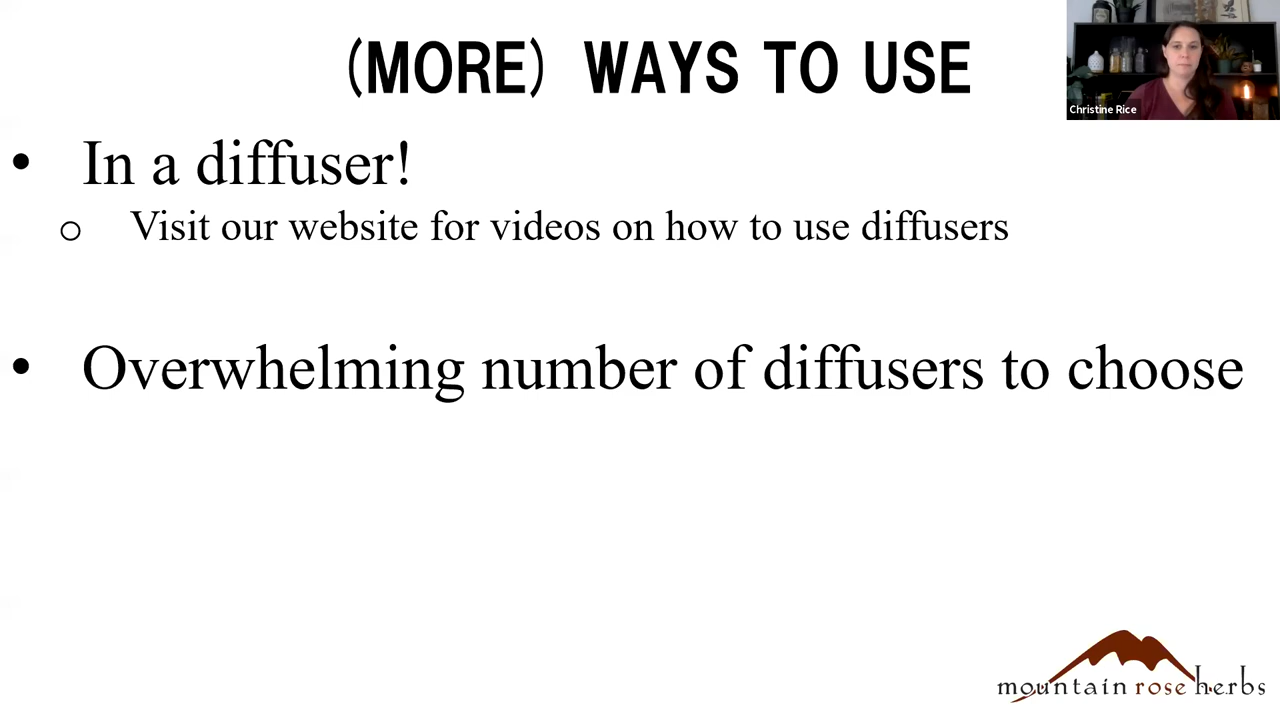 (MORE) WAYS TO USE
Christine Rice
• In a diffuser!
o Visit our website for videos on how to use diffusers
• Overwhelming number of diffusers to choose
mountain rose herbs